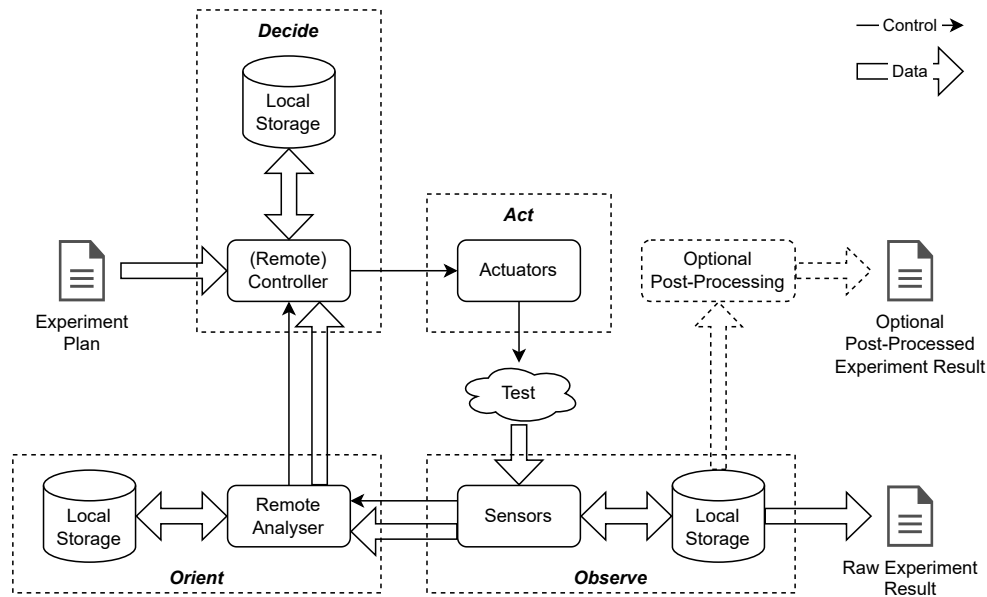 Decide
Control
Data
Local
Storage
Act
(Remote)
Controller
Actuators
Optional
Post-Processing
Experiment
Plan
Optional
Post-Processed
Experiment Result
Test
Local
Storage
Remote
Analyser
Sensors
Local
Storage
Orient
Observe
Raw Experiment
Result